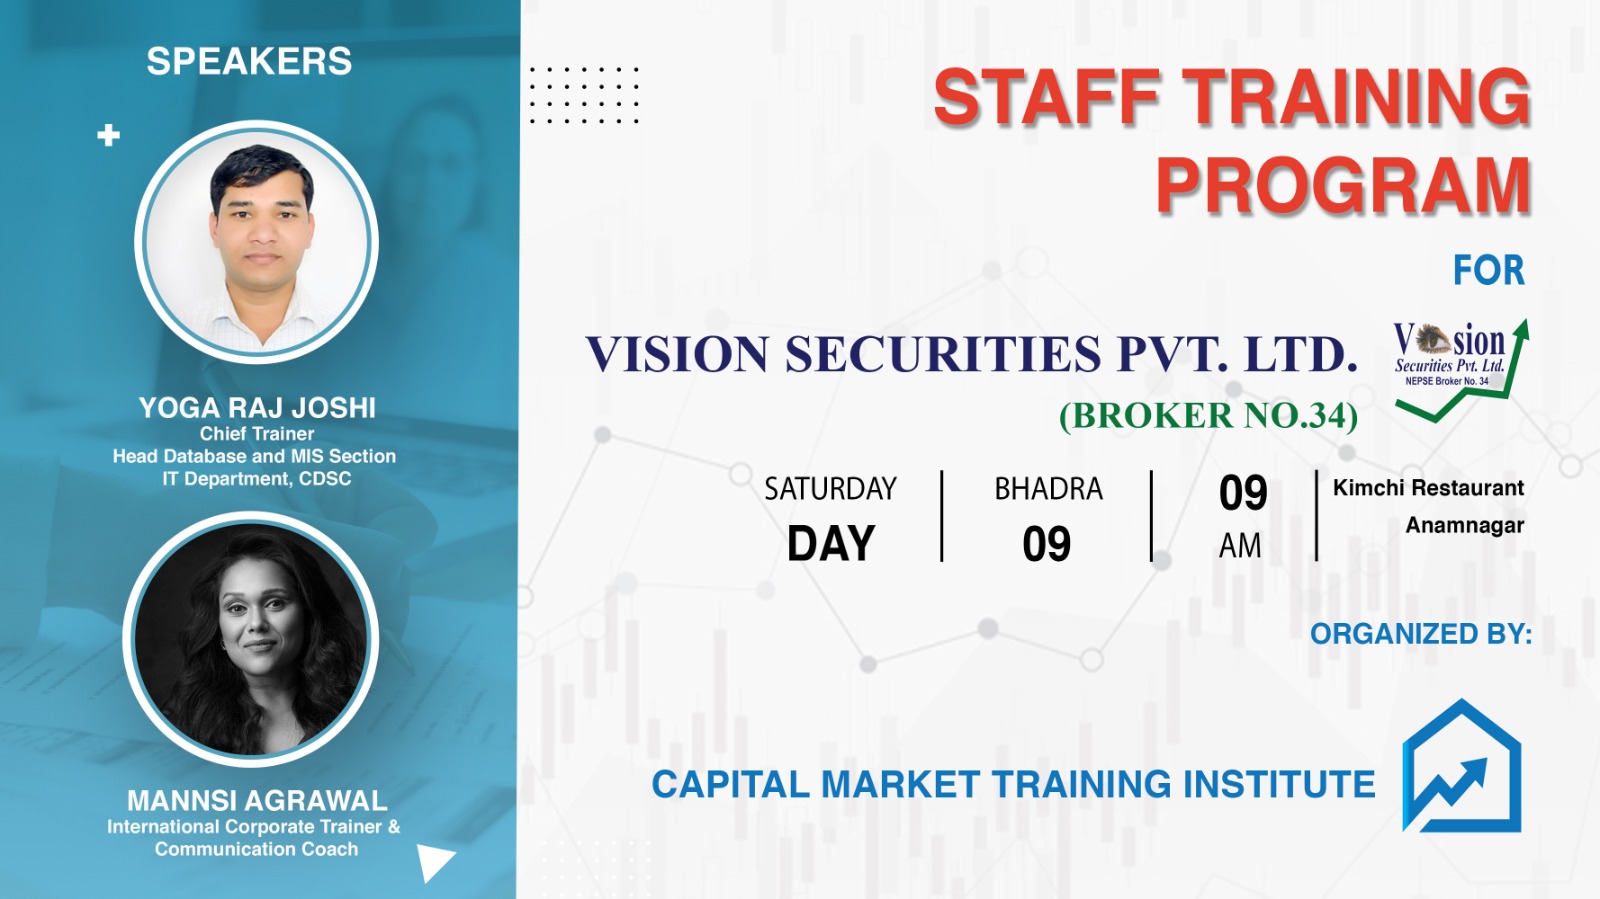 SPEAKERS
YOGA RAJ JOSHI
Chief Trainer
Head Database and MIS Section
IT Department, CDSC
MANNSI AGRAWAL
International Corporate Trainer &
Communication Coach
STAFF TRAINING
PROGRAM
FOR
VISION SECURITIES PVT. LTD.
(BROKER NO.34)
Vision
Securities Pvt. Ltd.
NEPSE Broker No. 34
SATURDAY
DAY
BHADRA
09
09
AM
Kimchi Restaurant
Anamnagar
ORGANIZED BY:
CAPITAL MARKET TRAINING INSTITUTE